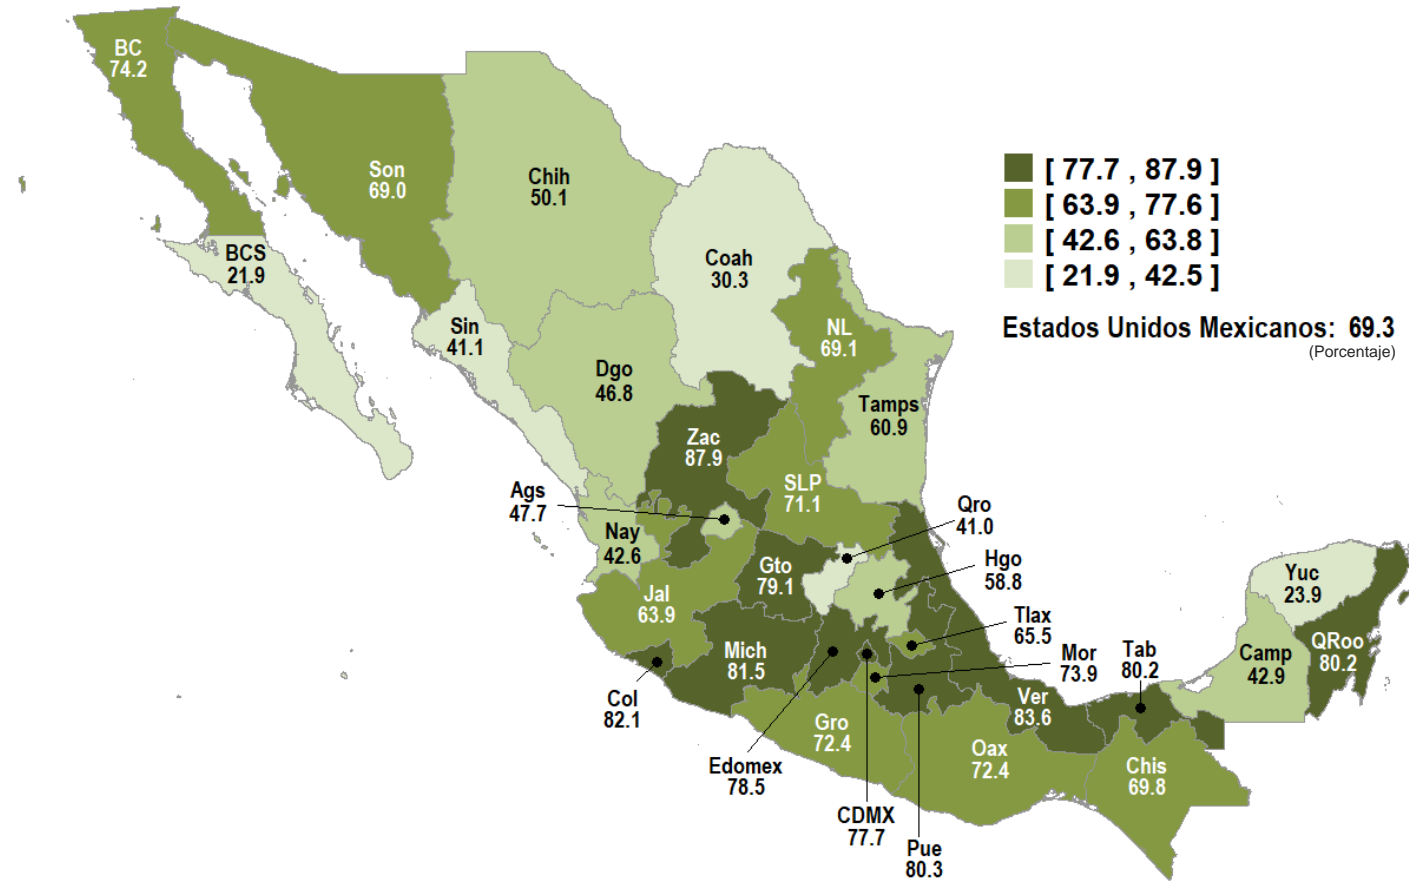 BC
74.2
Son
69.0
Chih
50.1
BCS
21.9
Coah
30.3
Sin
41.1
Dgo
46.8
NL
69.1
Tamps
60.9
Zac
87.9
SLP
71.1
Ags
47.7
Nay
42.6
Qro
41.0
Hgo
58.8
Gto
79.1
Jal
63.9
Tlax
65.5
Mich
81.5
Mor
73.9
Tab
80.2
Yuc
23.9
QRoo
80.2
Camp
42.9
Col
82.1
Ver
83.6
Gro
72.4
Oax
72.4
Chis
69.8
Edomex
78.5
CDMX
77.7
Pue
80.3
[ 77.7 , 87.9 ]
[ 63.9 , 77.6 ]
[ 42.6 , 63.8 ]
[ 21.9 , 42.5 ]
Estados Unidos Mexicanos: 69.3
(Porcentaje)